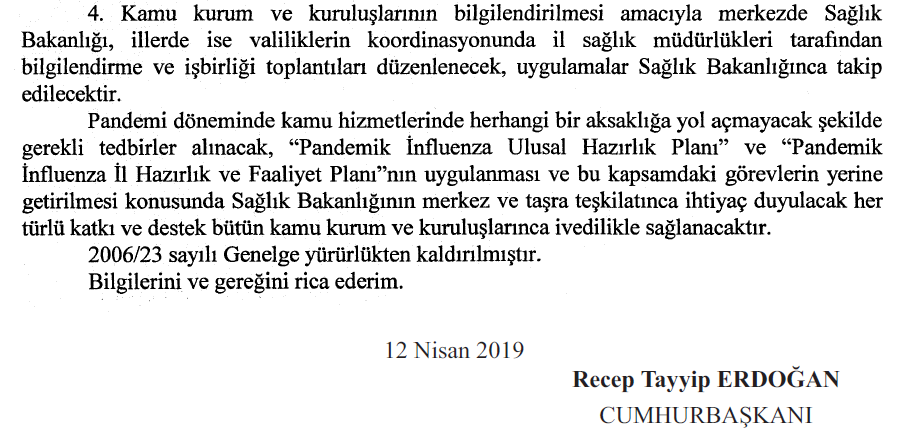 4. Kamu kurum ve kuruluşlarının bilgilendirilmesi amacıyla merkezde Sağlık
Bakanlığı, illerde ise valiliklerin koordinasyonunda il sağlık müdürlükleri tarafından
bilgilendirme ve işbirliği toplantıları düzenlenecek, uygulamalar Sağlık Bakanlığınca takip
edilecektir.
Pandemi döneminde kamu hizmetlerinde herhangi bir aksaklığa yol açmayacak şekilde
gerekli tedbirler alınacak, “Pandemik İnfluenza Ulusal Hazırlık Planı” ve “Pandemik
İnfluenza İl Hazırlık ve Faaliyet Planı”nın uygulanması ve bu kapsamdaki görevlerin yerine
getirilmesi konusunda Sağlık Bakanlığının merkez ve taşra teşkilatınca ihtiyaç duyulacak her
türlü katkı ve destek bütün kamu kurum ve kuruluşlarınca ivedilikle sağlanacaktır.
2006/23 sayılı Genelge yürürlükten kaldırılmıştır.
Bilgilerini ve gereğini rica ederim.
12 Nisan 2019
Recep Tayyip ERDOĞAN
CUMHURBAŞKANI